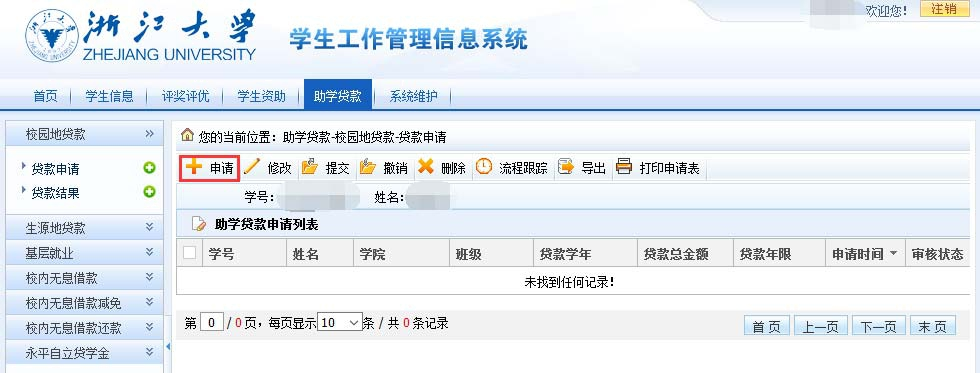 欢迎您! 注销
浙江大学
ZHEJIANG UNIVERSITY
学生工作管理信息系统
首页 学生信息 评奖评优 学生资助 助学贷款 系统维护
校园地贷款
贷款申请
贷款结果
生源地贷款
基层就业
校内无息借款
校内无息借款减免
校内无息借款还款
永平自立贷学金
您的当前位置：助学贷款-校园地贷款-贷款申请
申请 修改 提交 撤销 删除 流程跟踪 导出 打印申请表
学号： 姓名：
助学贷款申请列表
学号 姓名 学院 班级 贷款学年 贷款总金额 贷款年限 申请时间 审核状态
未找到任何记录！
第 0 / 0 页，每页显示 10 条 / 共 0 条记录
首 页 上一页 下一页 末 页